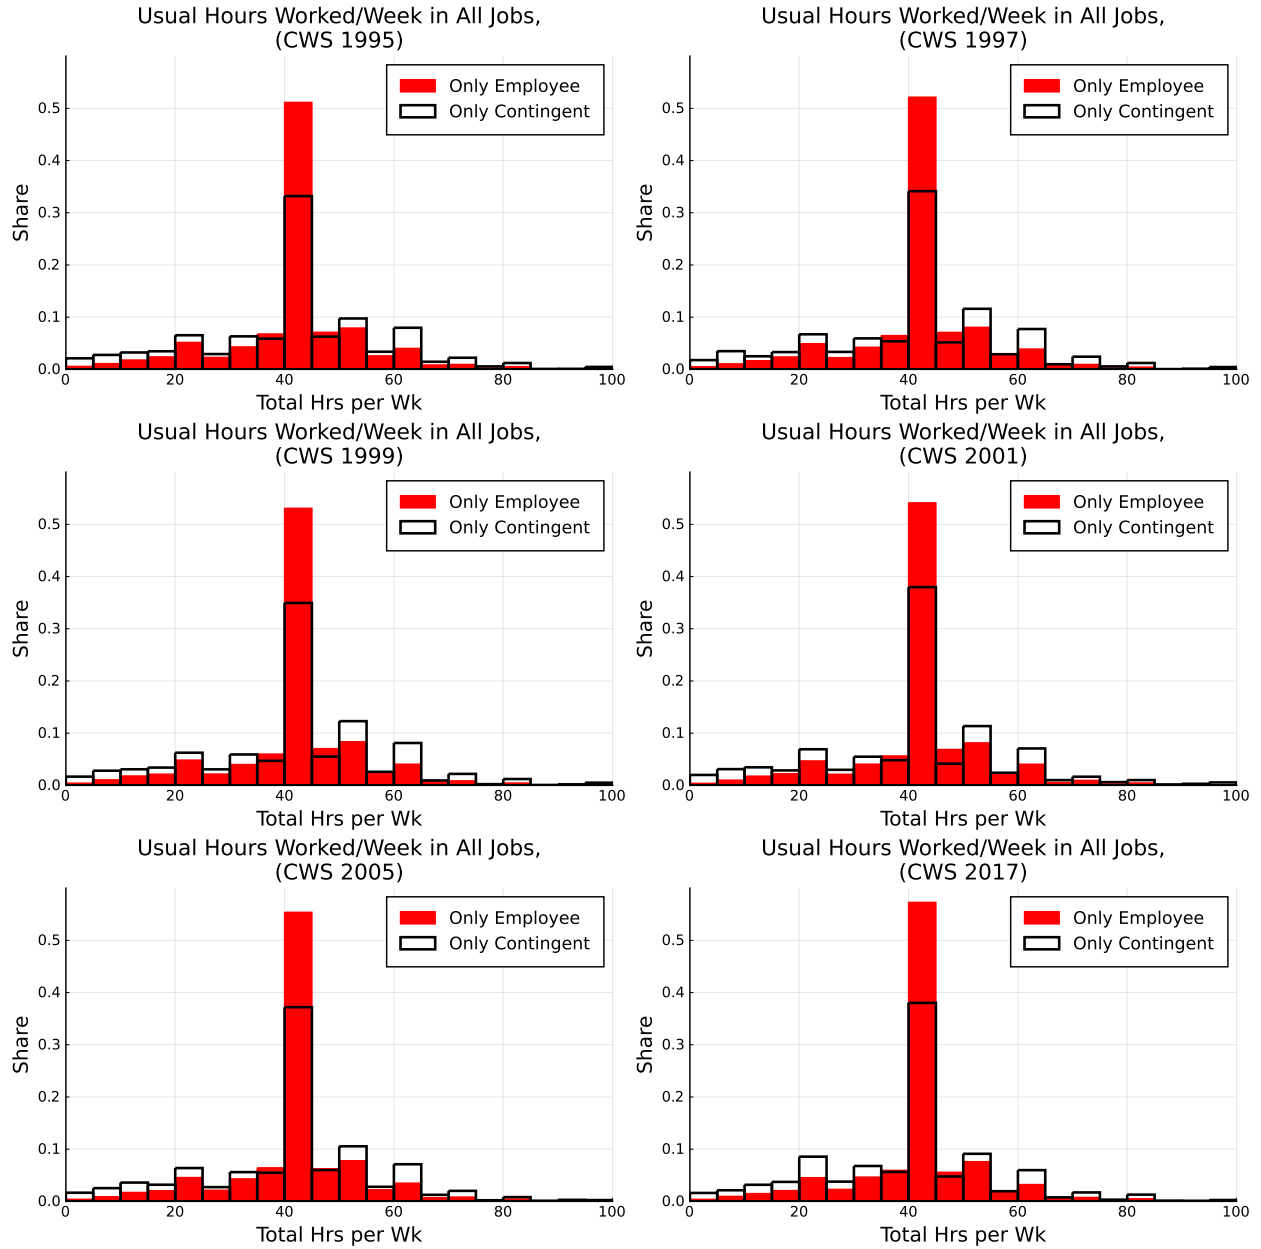 Usual Hours Worked/Week in All Jobs,
(CWS 1995)
Only Employee
Only Contingent
Share
0.5
0.4
0.3
0.2
0.1
0.0
0 20 40 60 80 100
Total Hrs per Wk
Usual Hours Worked/Week in All Jobs,
(CWS 1997)
Only Employee
Only Contingent
Share
0.5
0.4
0.3
0.2
0.1
0.0
0 20 40 60 80 100
Total Hrs per Wk
Usual Hours Worked/Week in All Jobs,
(CWS 1999)
Only Employee
Only Contingent
Share
0.5
0.4
0.3
0.2
0.1
0.0
0 20 40 60 80 100
Total Hrs per Wk
Usual Hours Worked/Week in All Jobs,
(CWS 2001)
Only Employee
Only Contingent
Share
0.5
0.4
0.3
0.2
0.1
0.0
0 20 40 60 80 100
Total Hrs per Wk
Usual Hours Worked/Week in All Jobs,
(CWS 2005)
Only Employee
Only Contingent
Share
0.5
0.4
0.3
0.2
0.1
0.0
0 20 40 60 80 100
Total Hrs per Wk
Usual Hours Worked/Week in All Jobs,
(CWS 2017)
Only Employee
Only Contingent
Share
0.5
0.4
0.3
0.2
0.1
0.0
0 20 40 60 80 100
Total Hrs per Wk